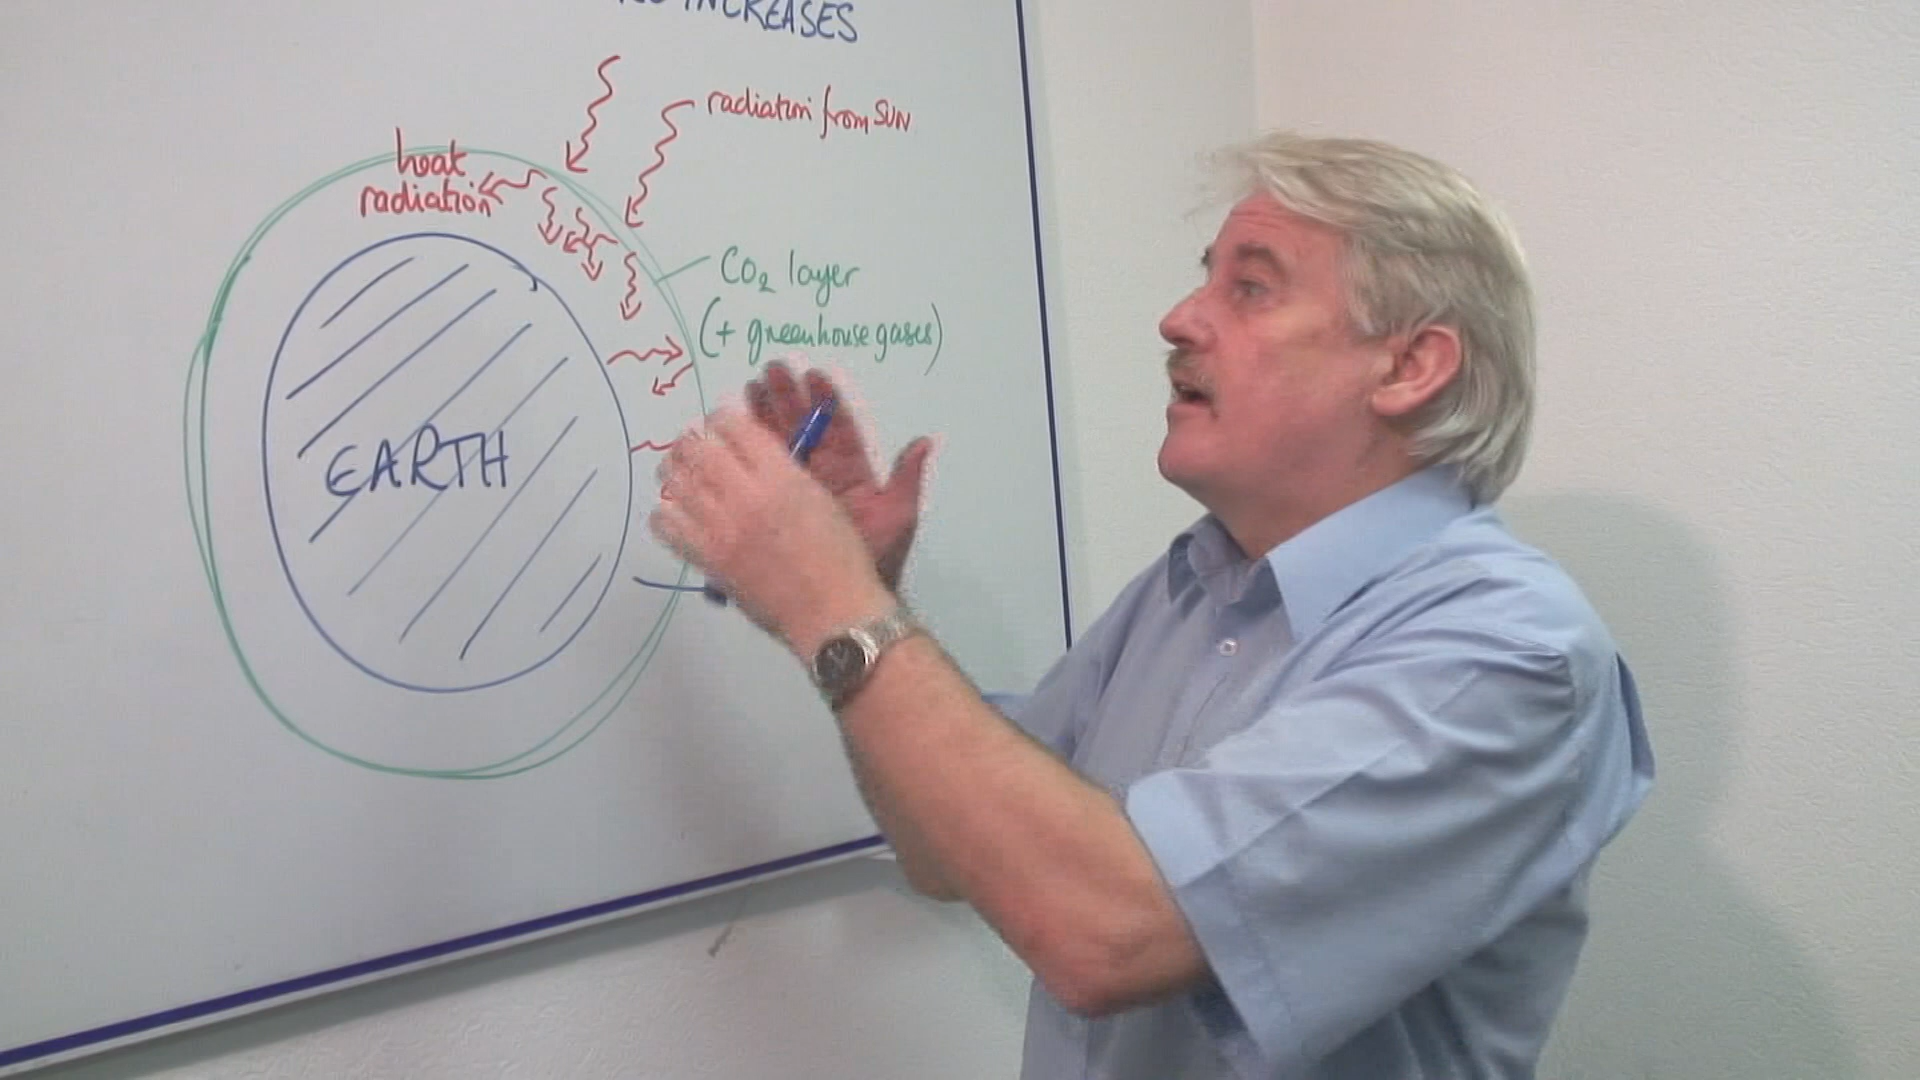 INCREASES
radiation from SUN
heat
radiation
CO₂ layer
(+ greenhouse gases)
EARTH